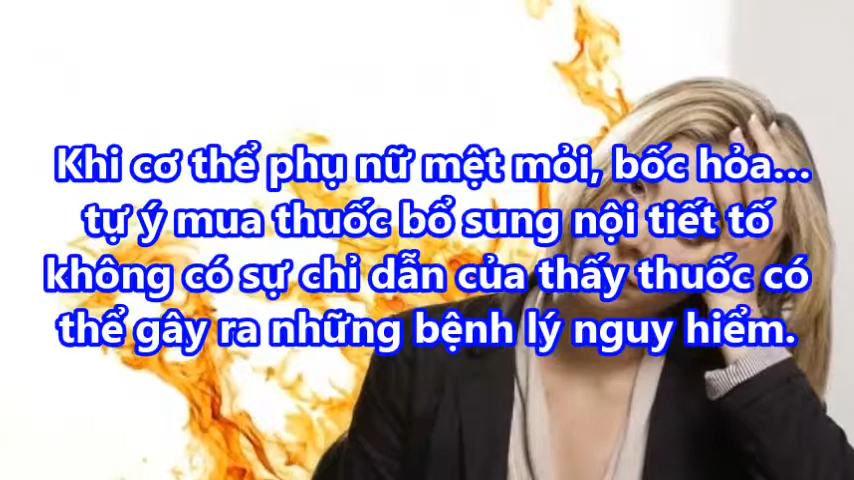 Khi cơ thể phụ nữ mệt mỏi, bốc hỏa...
tự ý mua thuốc bổ sung nội tiết tố
không có sự chỉ dẫn của thấy thuốc có
thể gây ra những bệnh lý nguy hiểm.